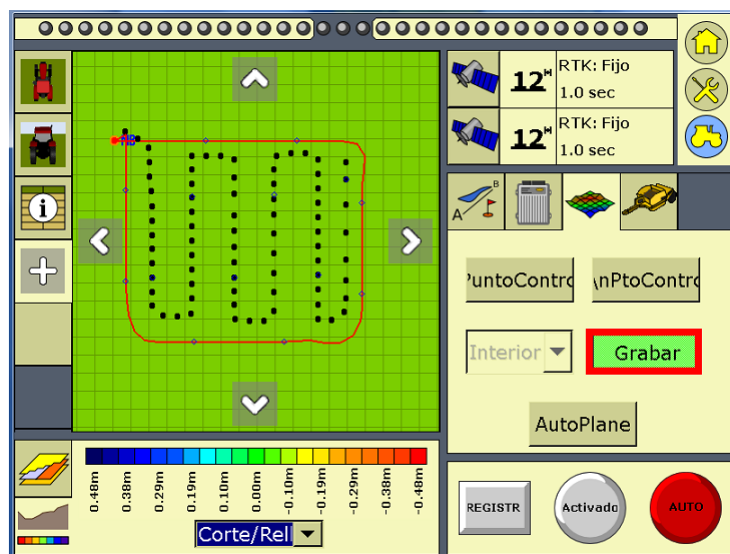 12 M
RTK: Fijo
1.0 sec
12 M
RTK: Fijo
1.0 sec
A B
PuntoContro
\nPtoContro
Interior
Grabar
AutoPlane
0.48m
0.38m
0.29m
0.19m
0.10m
0.00m
-0.10m
-0.19m
-0.29m
-0.38m
-0.48m
Corte/Rell
REGISTR
Activado
AUTO